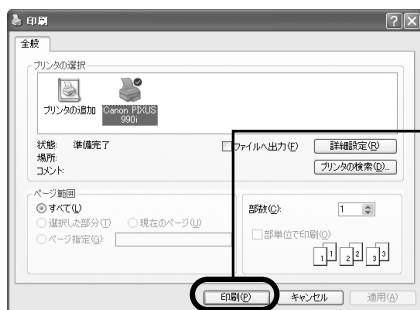 印刷
全般
プリンタの選択
プリンタの追加
Canon PIXUS
990i
状態: 準備完了
場所:
コメント:
ファイルへ出力(F)
詳細設定(R)
プリンタの検索(D)...
ページ範囲
すべて(L)
選択した部分(T)
現在のページ(U)
ページ指定(G):
部数(C):
1
部単位で印刷(O)
1 1 2 2 3 3
印刷(P)
キャンセル
適用(A)